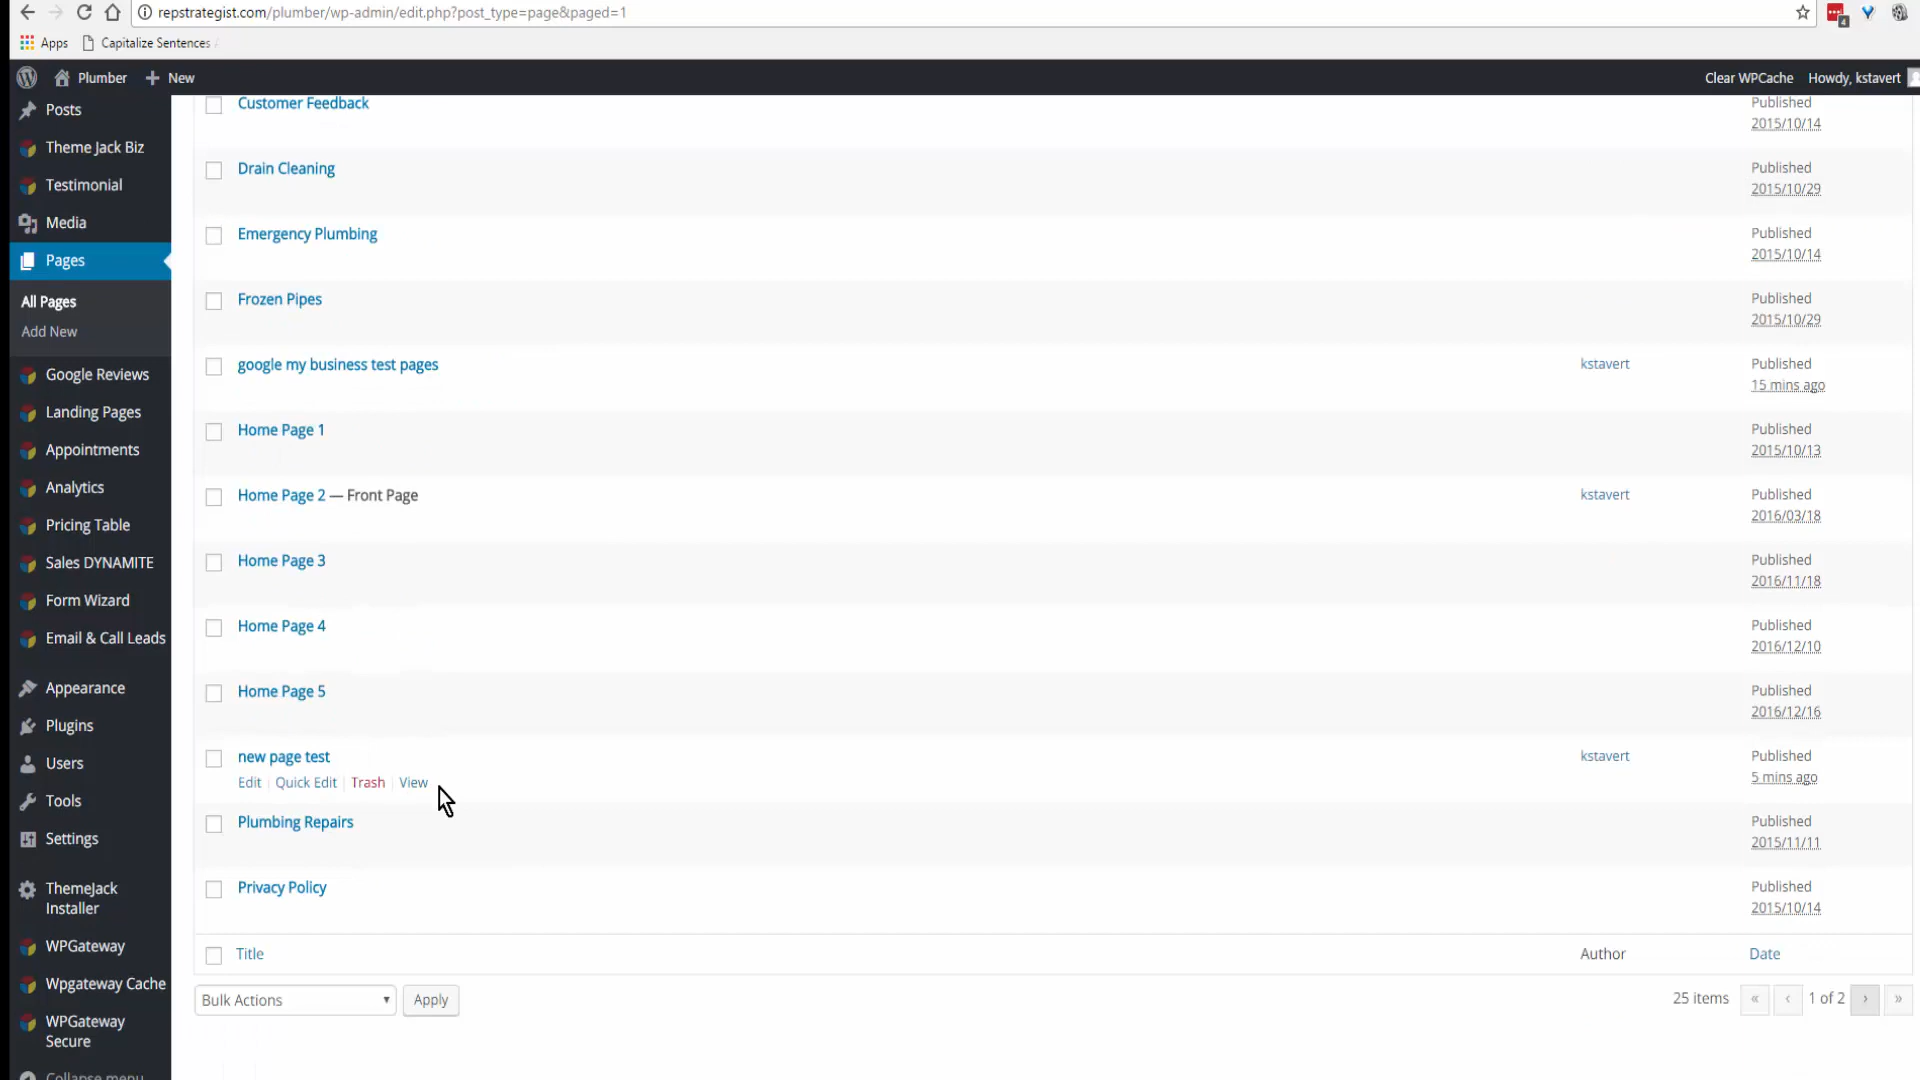 repstrategist.com/plumber/wp-admin/edit.php?post_type=page&paged=1
4
Apps Capitalize Sentences
Plumber New Clear WPCache Howdy, kstavert
Posts
Theme Jack Biz
Testimonial
Media
Pages
All Pages
Add New
Google Reviews
Landing Pages
Appointments
Analytics
Pricing Table
Sales DYNAMITE
Form Wizard
Email & Call Leads
Appearance
Plugins
Users
Tools
Settings
ThemeJack
Installer
WPGateway
Wpgateway Cache
WPGateway
Secure
Collapse menu
Customer Feedback Published
2015/10/14
Drain Cleaning Published
2015/10/29
Emergency Plumbing Published
2015/10/14
Frozen Pipes Published
2015/10/29
google my business test pages kstavert Published
15 mins ago
Home Page 1 Published
2015/10/13
Home Page 2 — Front Page kstavert Published
2016/03/18
Home Page 3 Published
2016/11/18
Home Page 4 Published
2016/12/10
Home Page 5 Published
2016/12/16
new page test kstavert Published
Edit | Quick Edit | Trash | View 5 mins ago
Plumbing Repairs Published
2015/11/11
Privacy Policy Published
2015/10/14
Title Author Date
Bulk Actions Apply 25 items « ‹ 1 of 2 › »